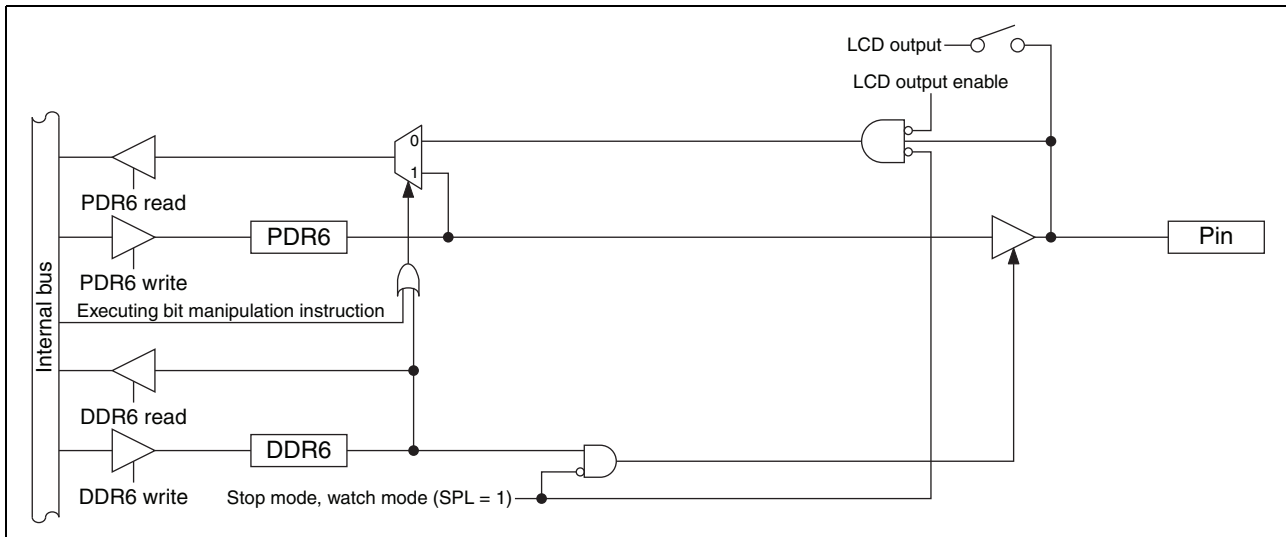 LCD output
LCD output enable
0
1
PDR6 read
PDR6
Pin
PDR6 write
Executing bit manipulation instruction
Internal bus
DDR6 read
DDR6
DDR6 write
Stop mode, watch mode (SPL = 1)